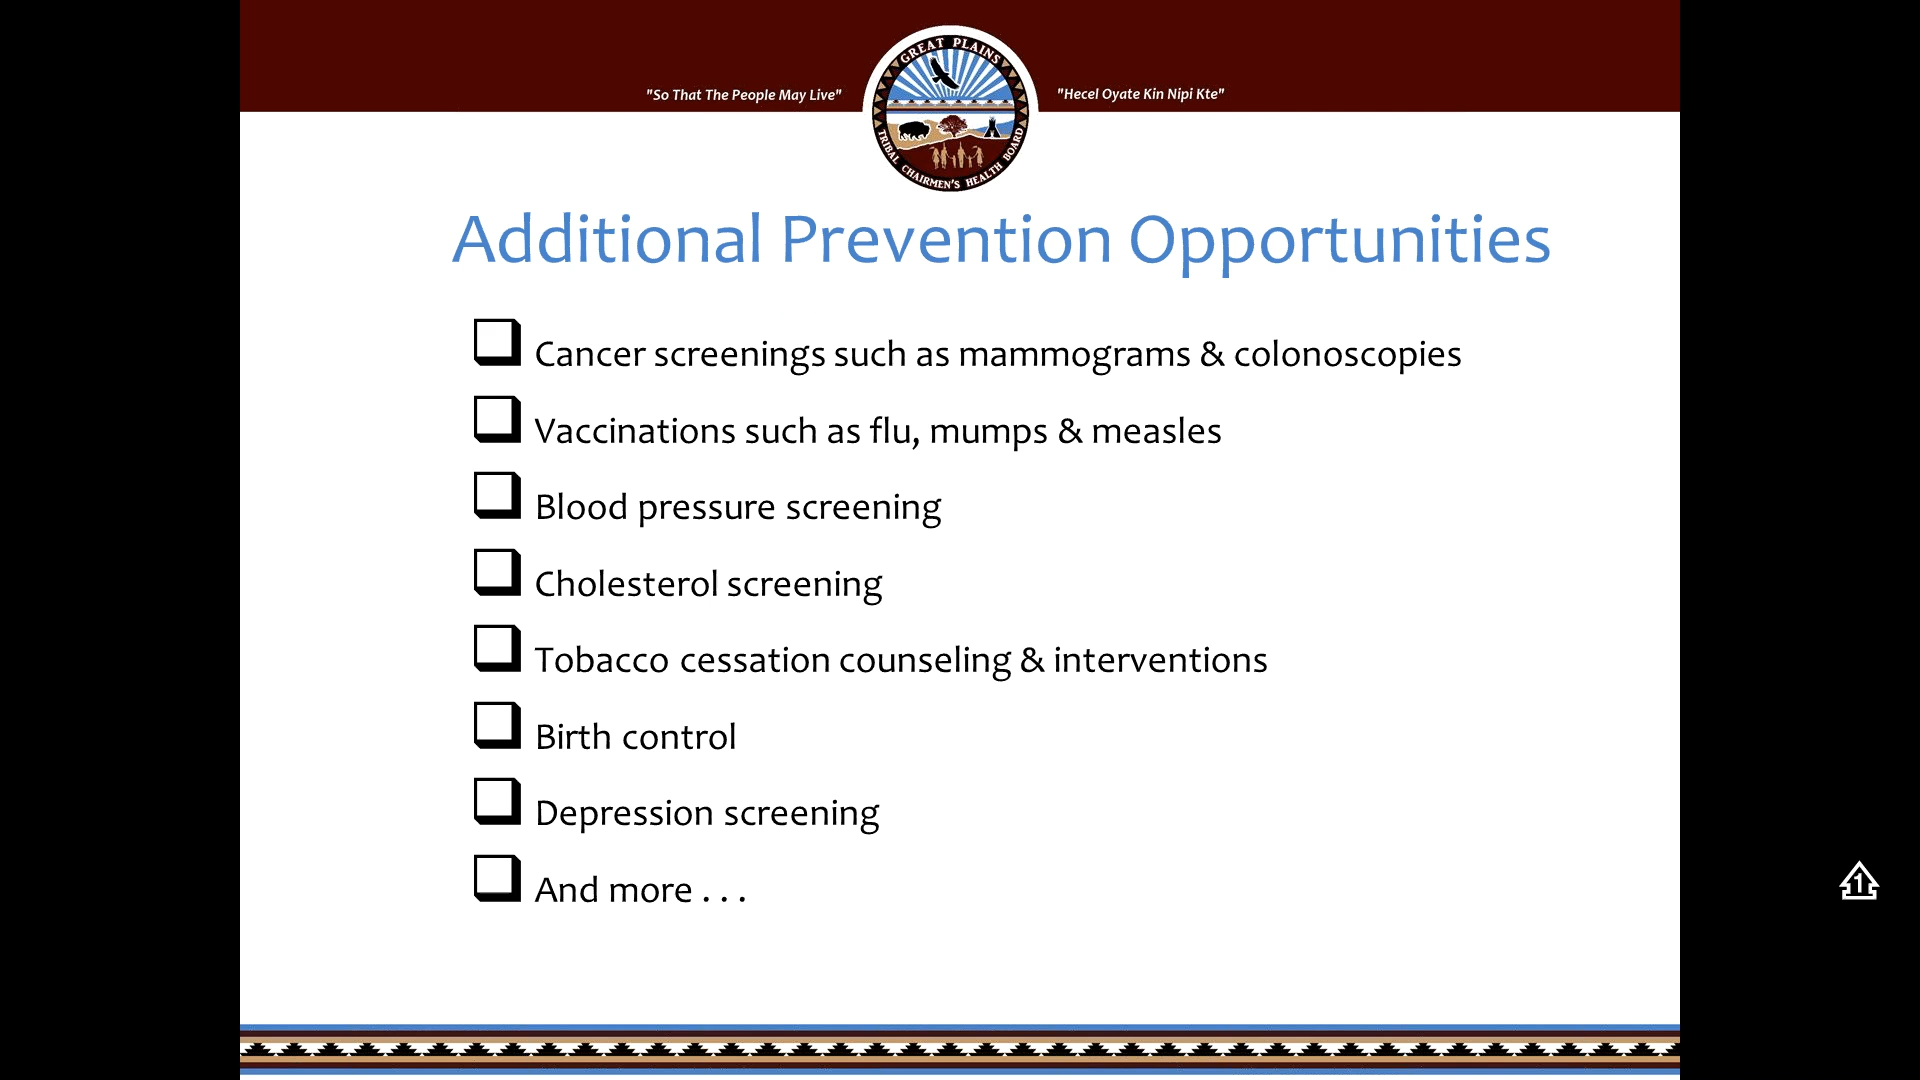 GREAT PLAINS
TRIBAL CHAIRMEN'S HEALTH BOARD
"So That The People May Live"
"Hecel Oyate Kin Nipi Kte"
Additional Prevention Opportunities
Cancer screenings such as mammograms & colonoscopies
Vaccinations such as flu, mumps & measles
Blood pressure screening
Cholesterol screening
Tobacco cessation counseling & interventions
Birth control
Depression screening
And more . . .
1